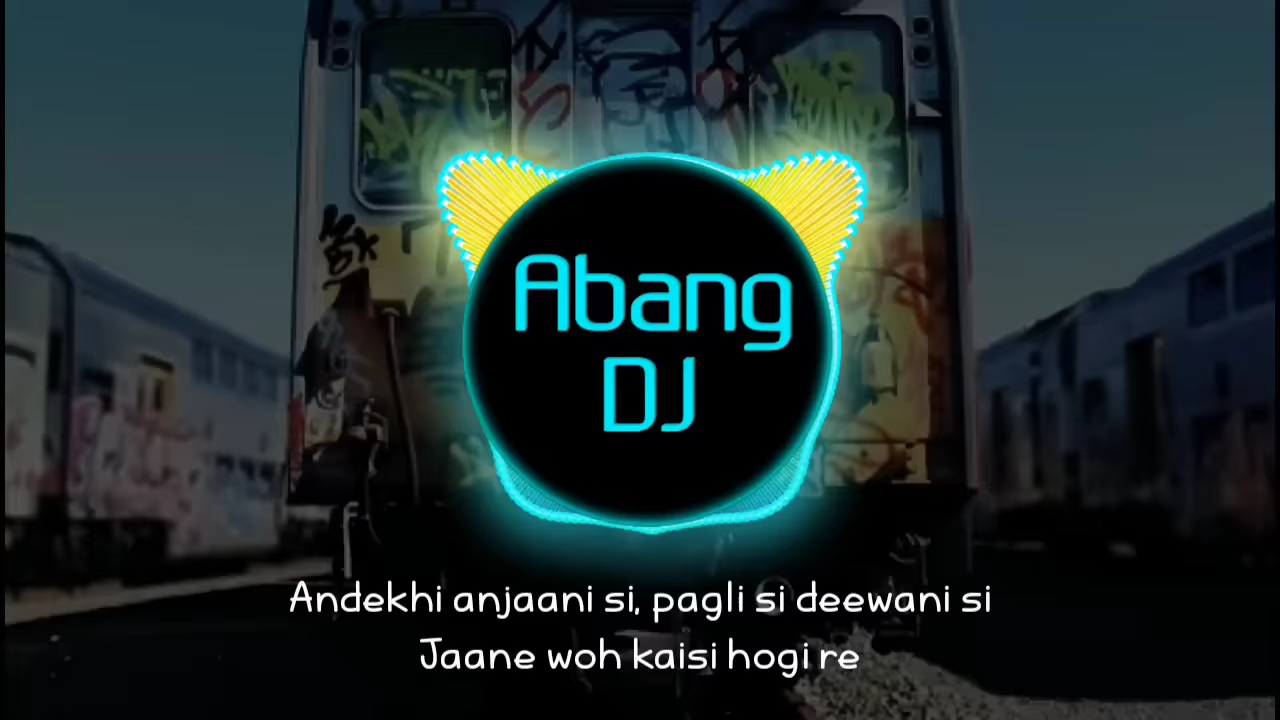 Abang
DJ
Andekhi anjaani si, pagli si deewani si
Jaane woh kaisi hogi re